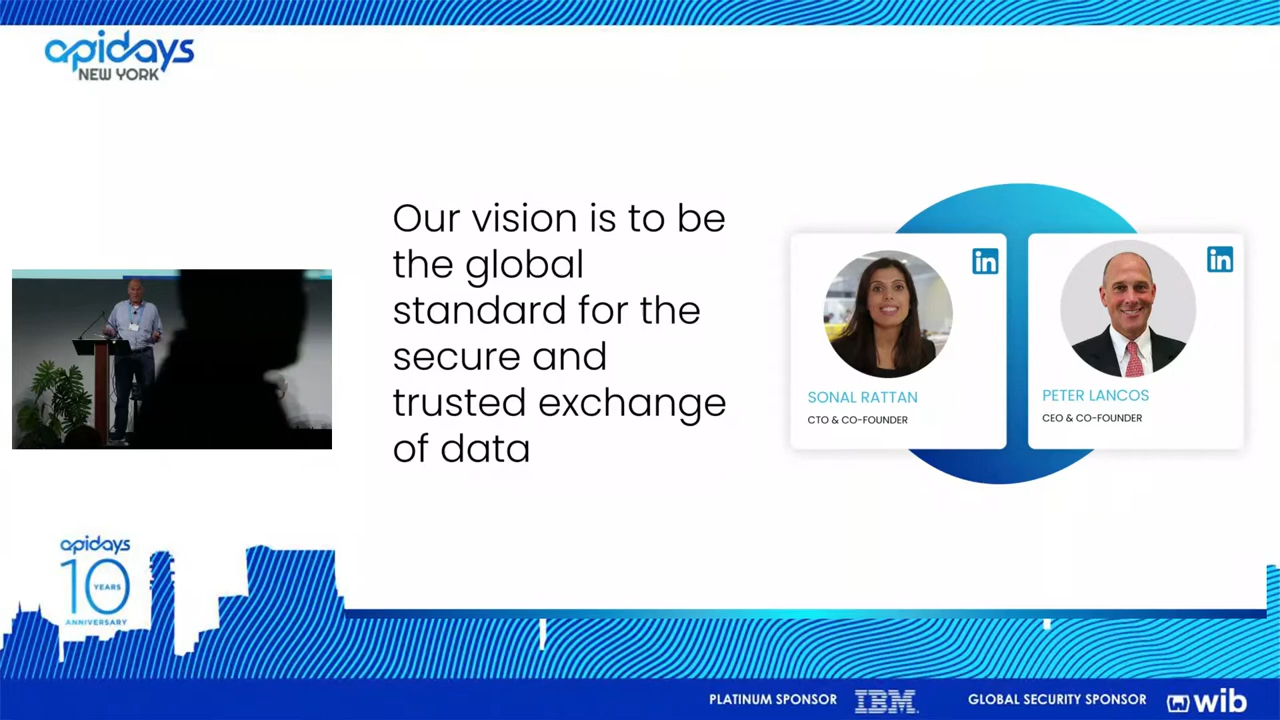 apidays
NEW YORK
Our vision is to be
the global
standard for the
secure and
trusted exchange
of data
in
SONAL RATTAN
CTO & CO-FOUNDER
in
PETER LANCOS
CEO & CO-FOUNDER
apidays
10
YEARS
ANNIVERSARY
PLATINUM SPONSOR
IBM
GLOBAL SECURITY SPONSOR
wib